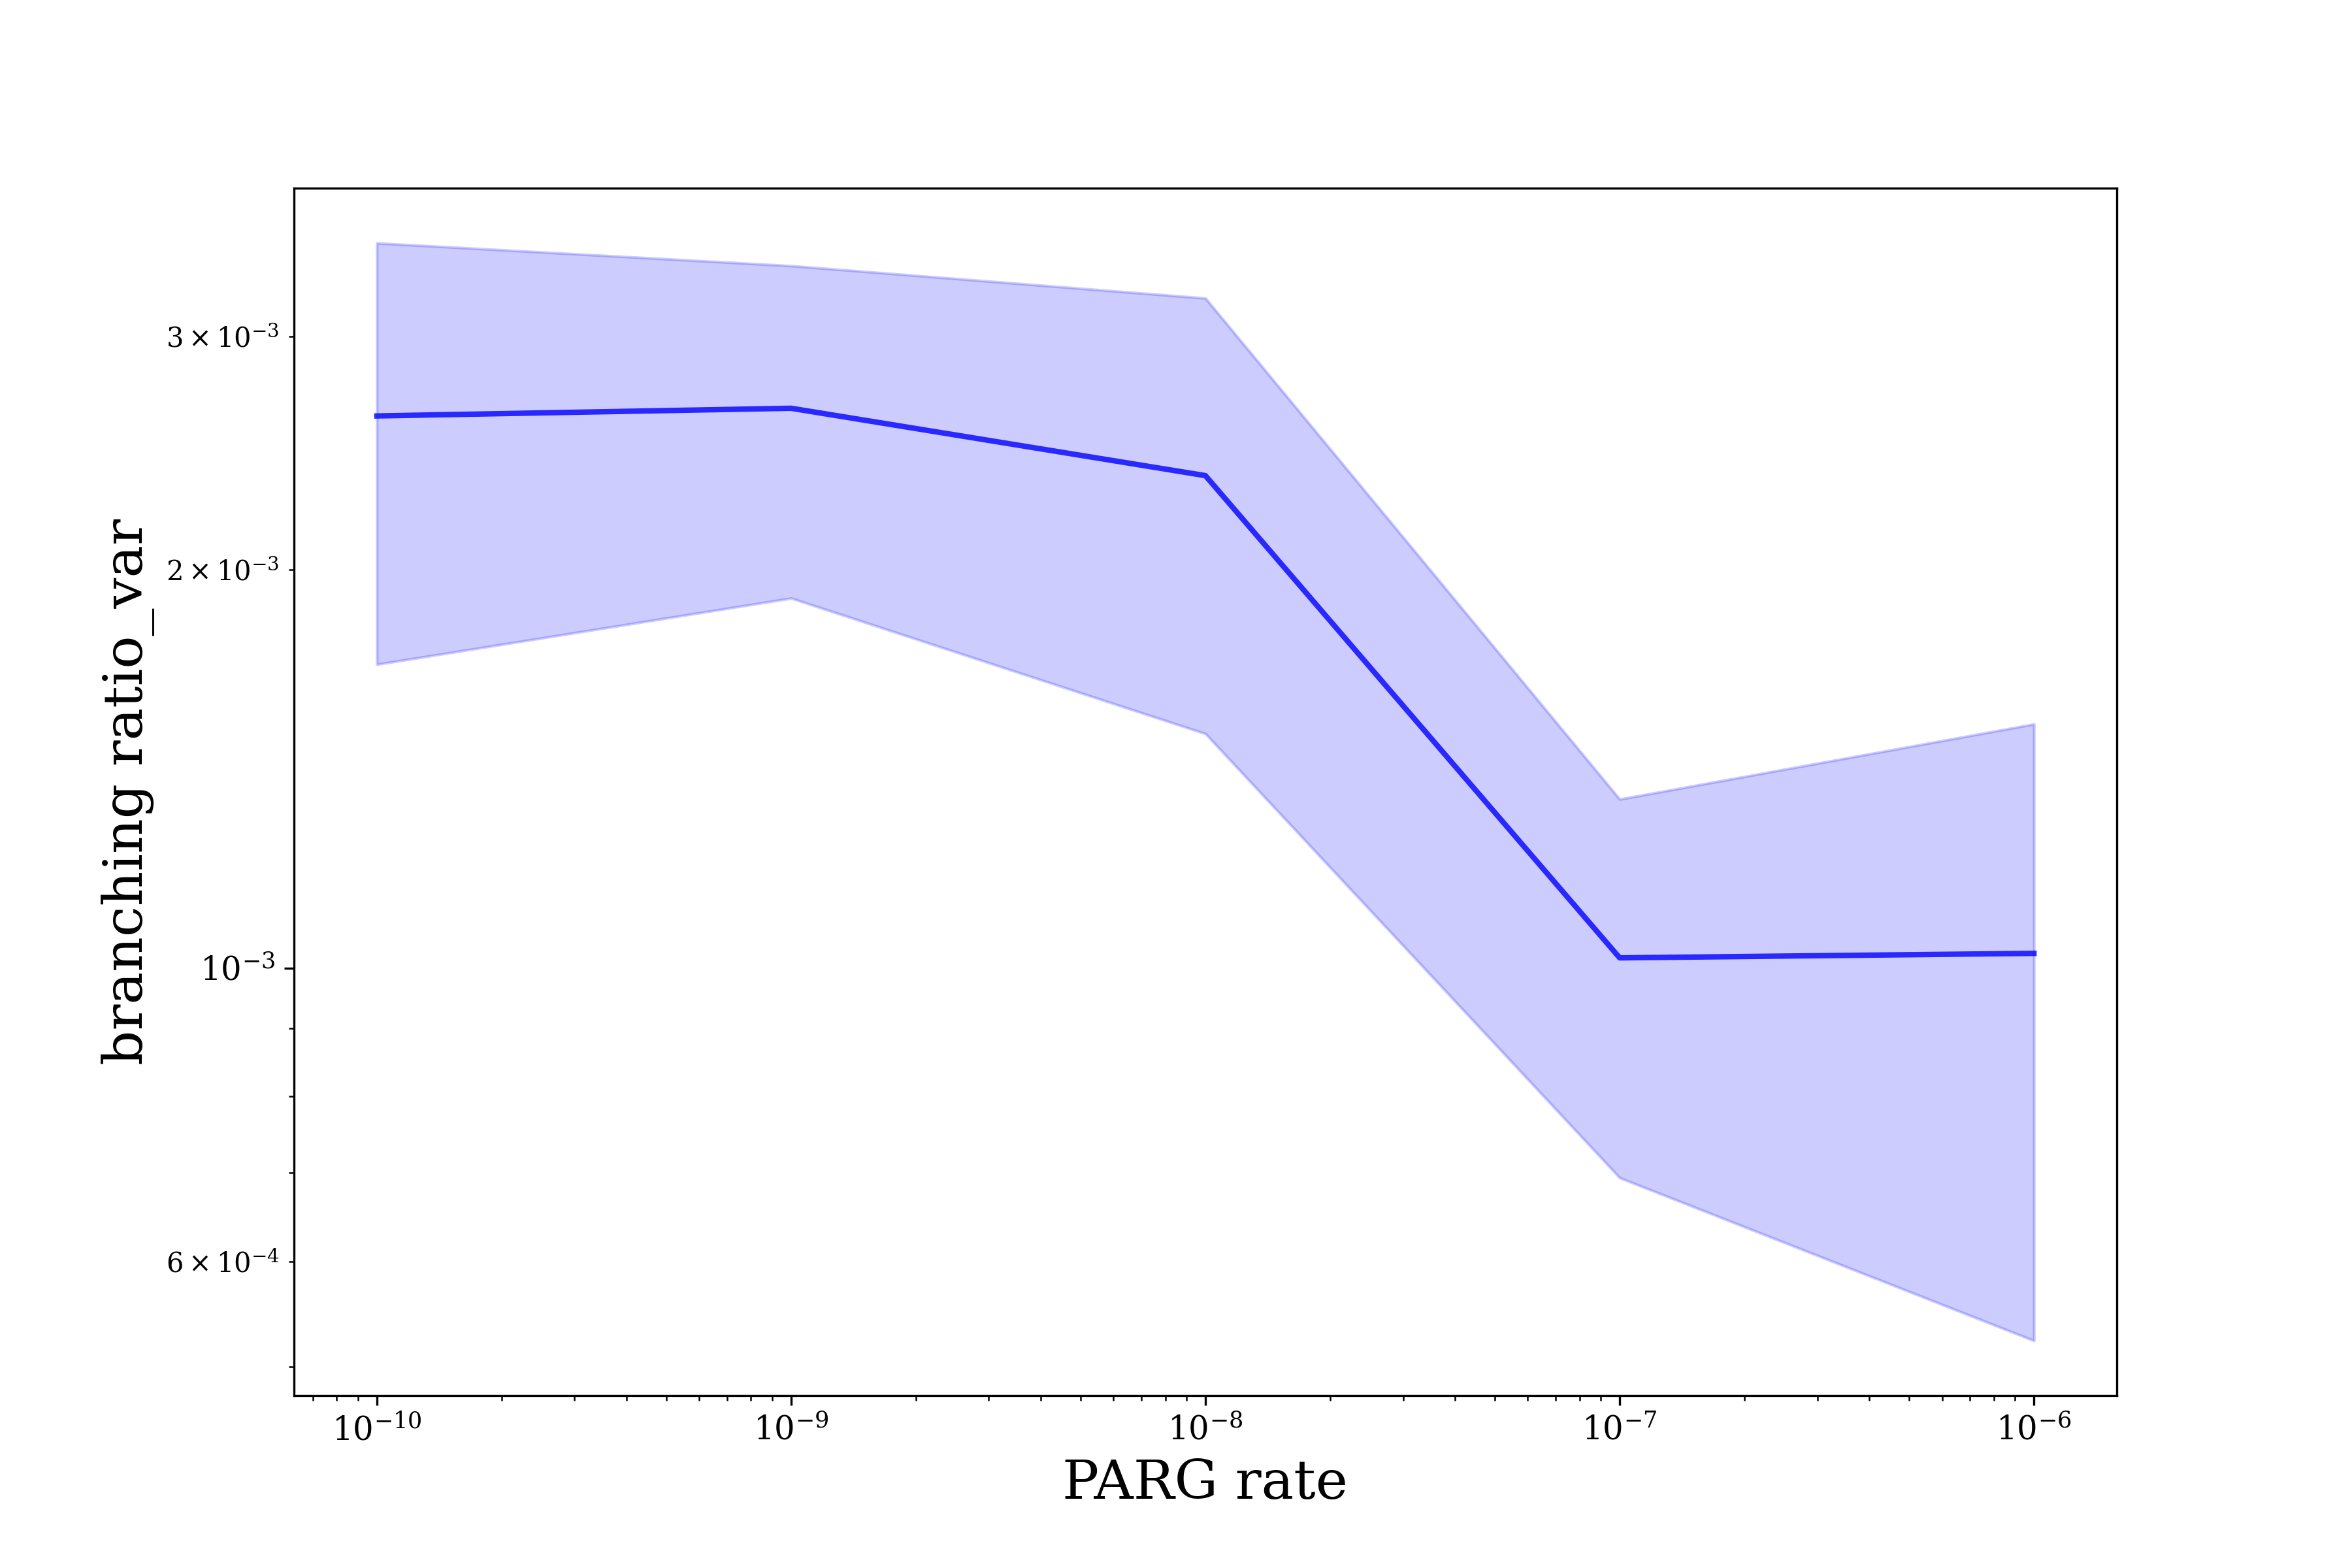 branching ratio_var
3 × 10⁻³
2 × 10⁻³
10⁻³
6 × 10⁻⁴
10⁻¹⁰ 10⁻⁹ 10⁻⁸ 10⁻⁷ 10⁻⁶
PARG rate